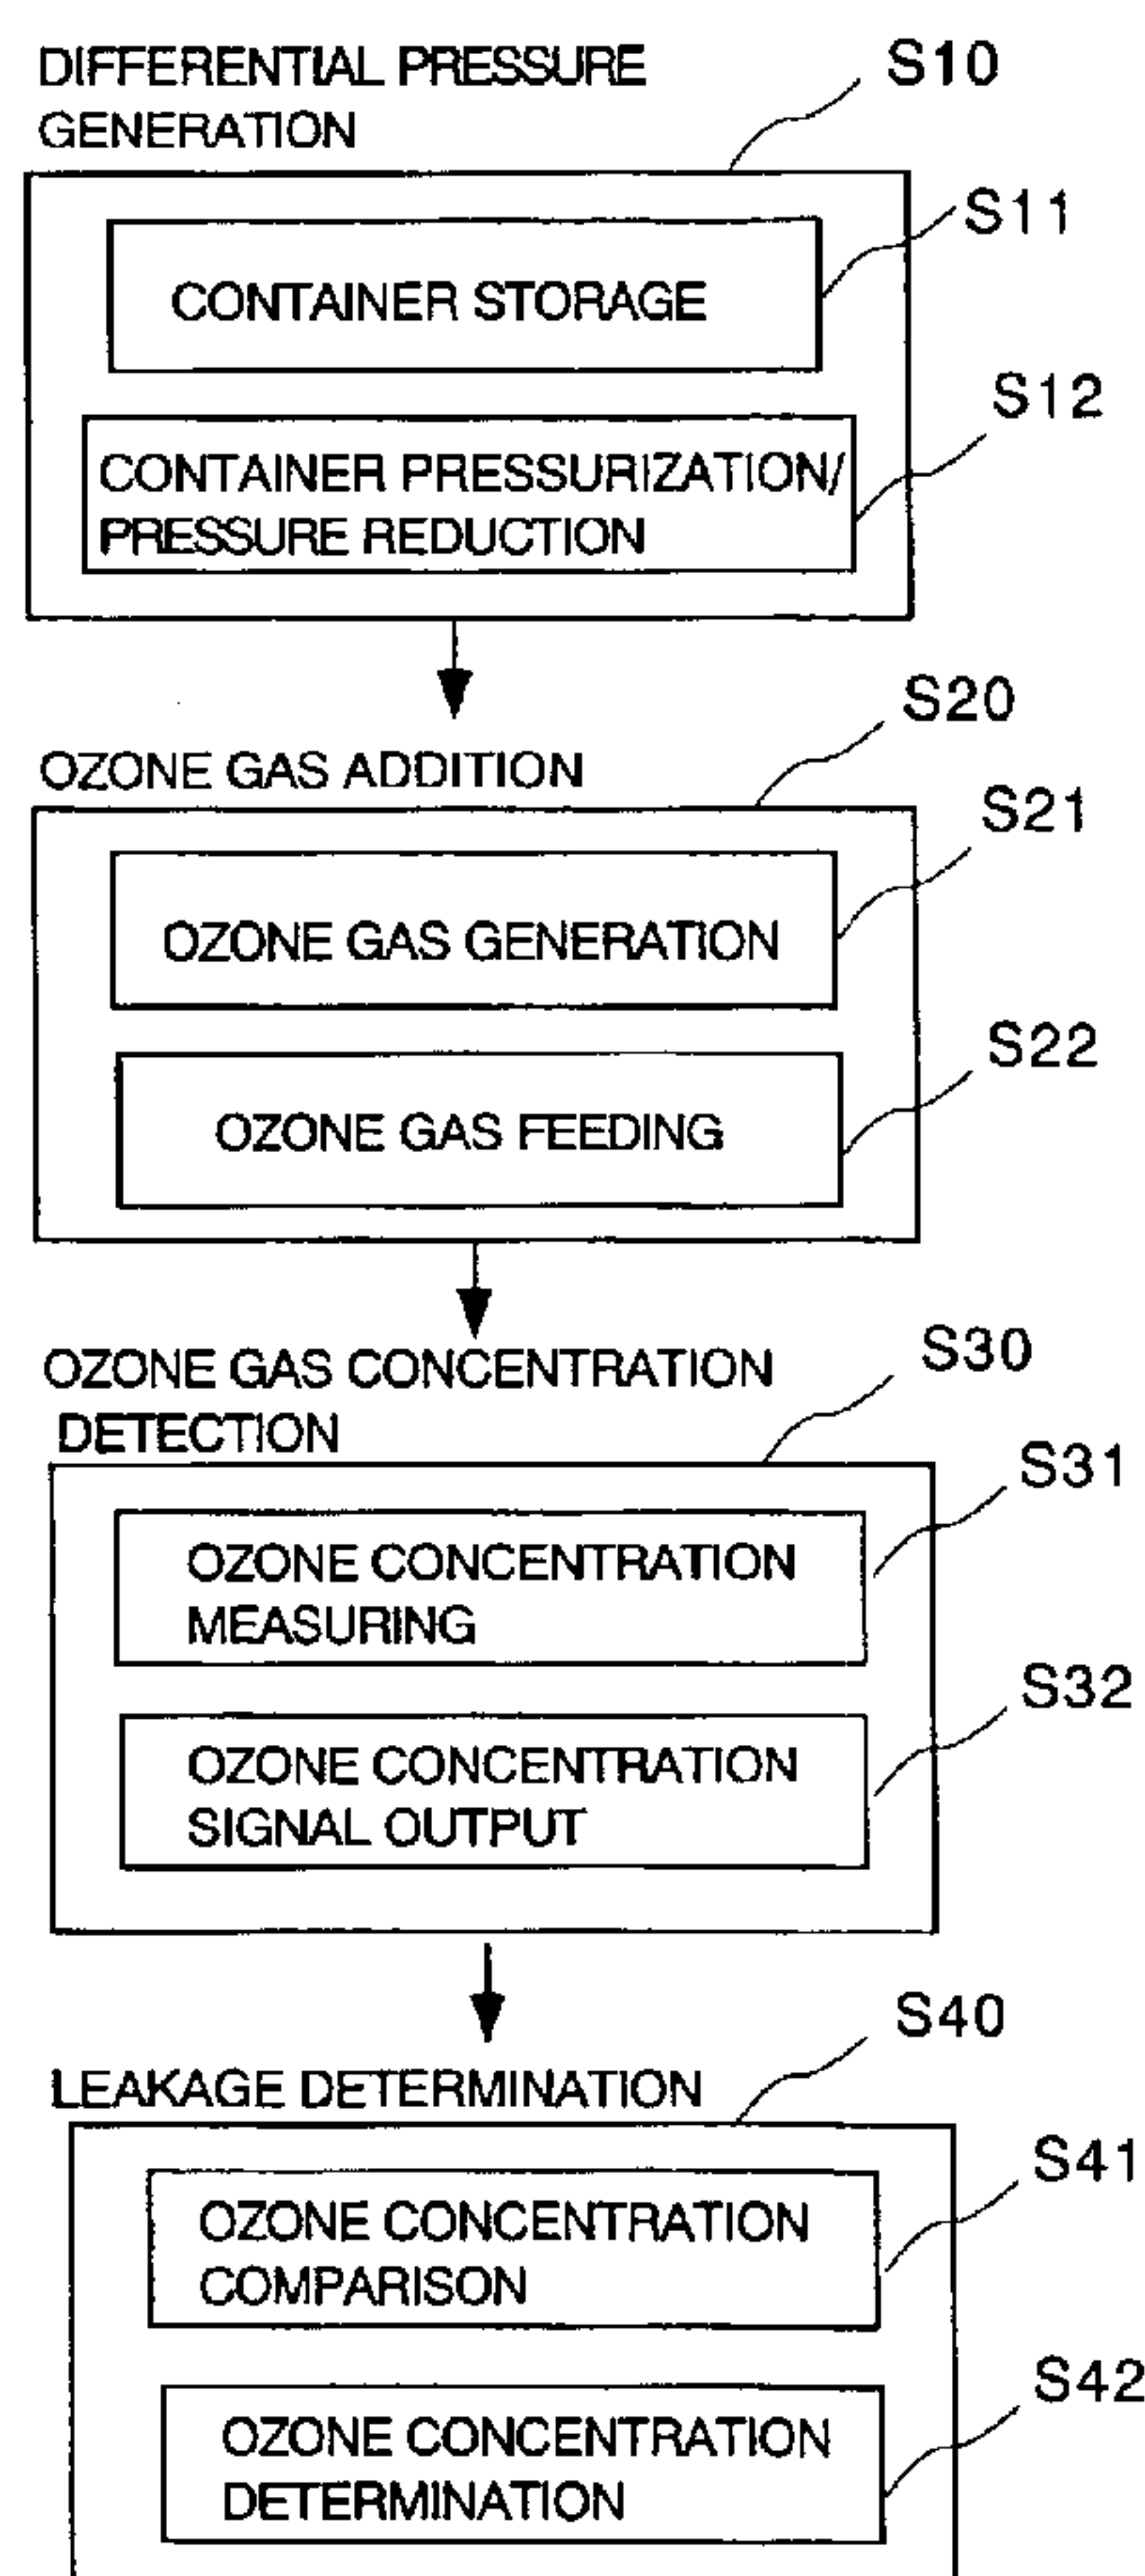 DIFFERENTIAL PRESSURE
GENERATION
S10
S11
CONTAINER STORAGE
S12
CONTAINER PRESSURIZATION/
PRESSURE REDUCTION
S20
OZONE GAS ADDITION
S21
OZONE GAS GENERATION
S22
OZONE GAS FEEDING
S30
OZONE GAS CONCENTRATION
DETECTION
S31
OZONE CONCENTRATION
MEASURING
S32
OZONE CONCENTRATION
SIGNAL OUTPUT
S40
LEAKAGE DETERMINATION
S41
OZONE CONCENTRATION
COMPARISON
S42
OZONE CONCENTRATION
DETERMINATION